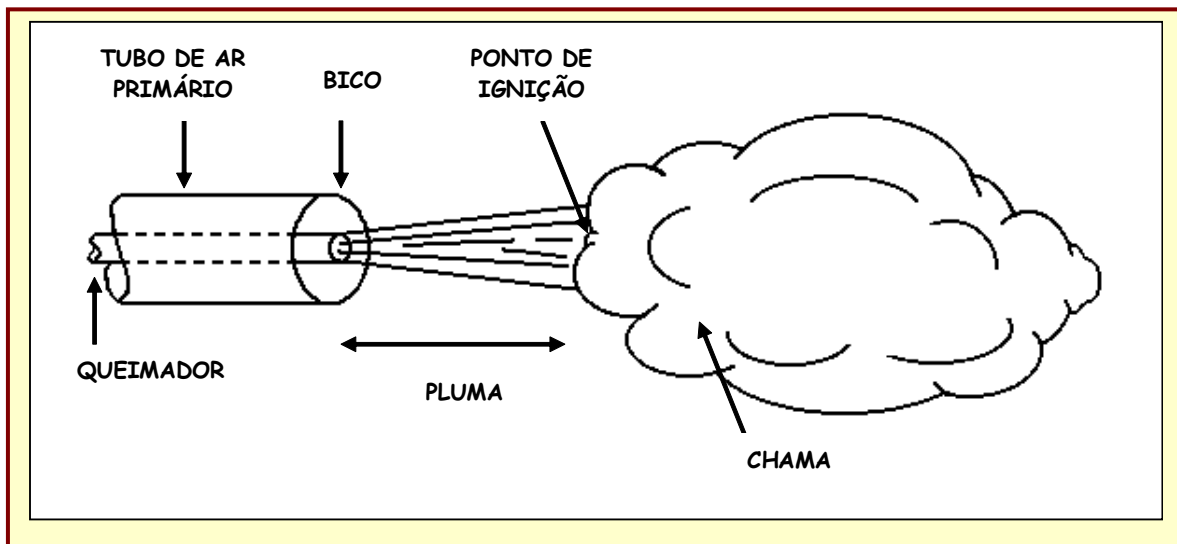 TUBO DE AR
PRIMÁRIO
BICO
PONTO DE
IGNIÇÃO
QUEIMADOR
PLUMA
CHAMA